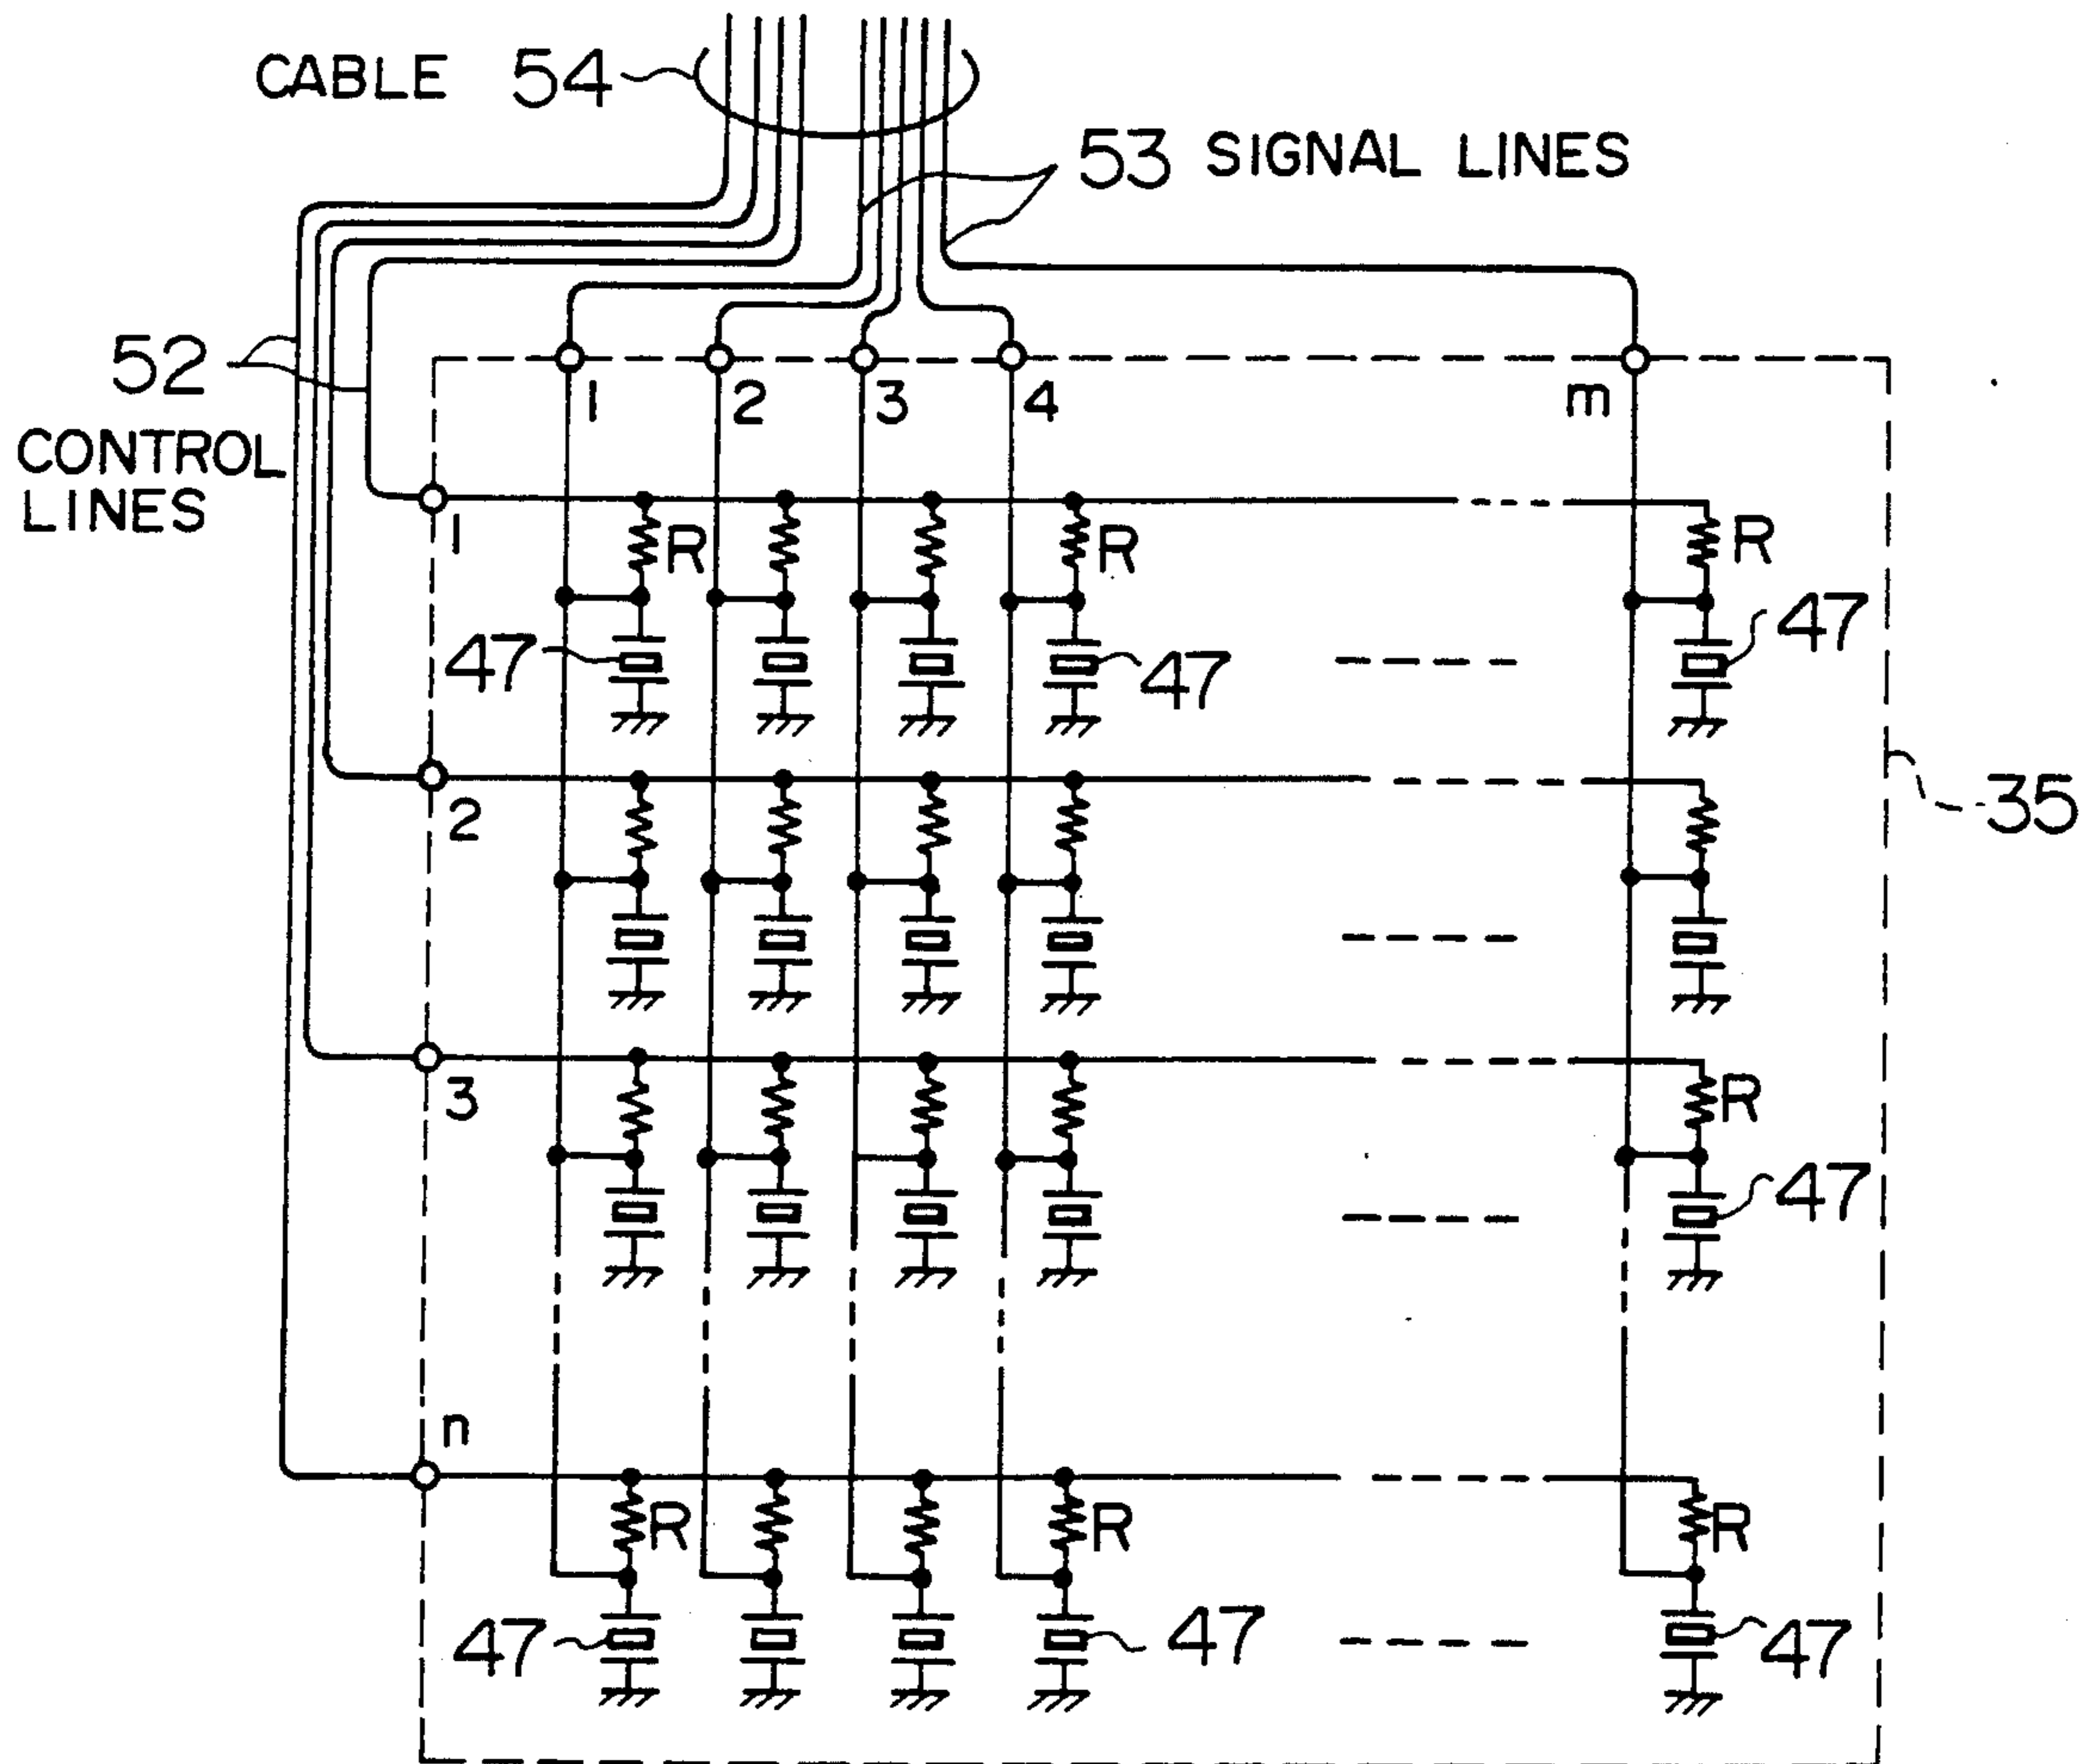 CABLE 54
53 SIGNAL LINES
52
CONTROL
LINES
1 2 3 4 m
1
R R R
47 47 47
2
35
3
R
47
n
R R R
47 47 47